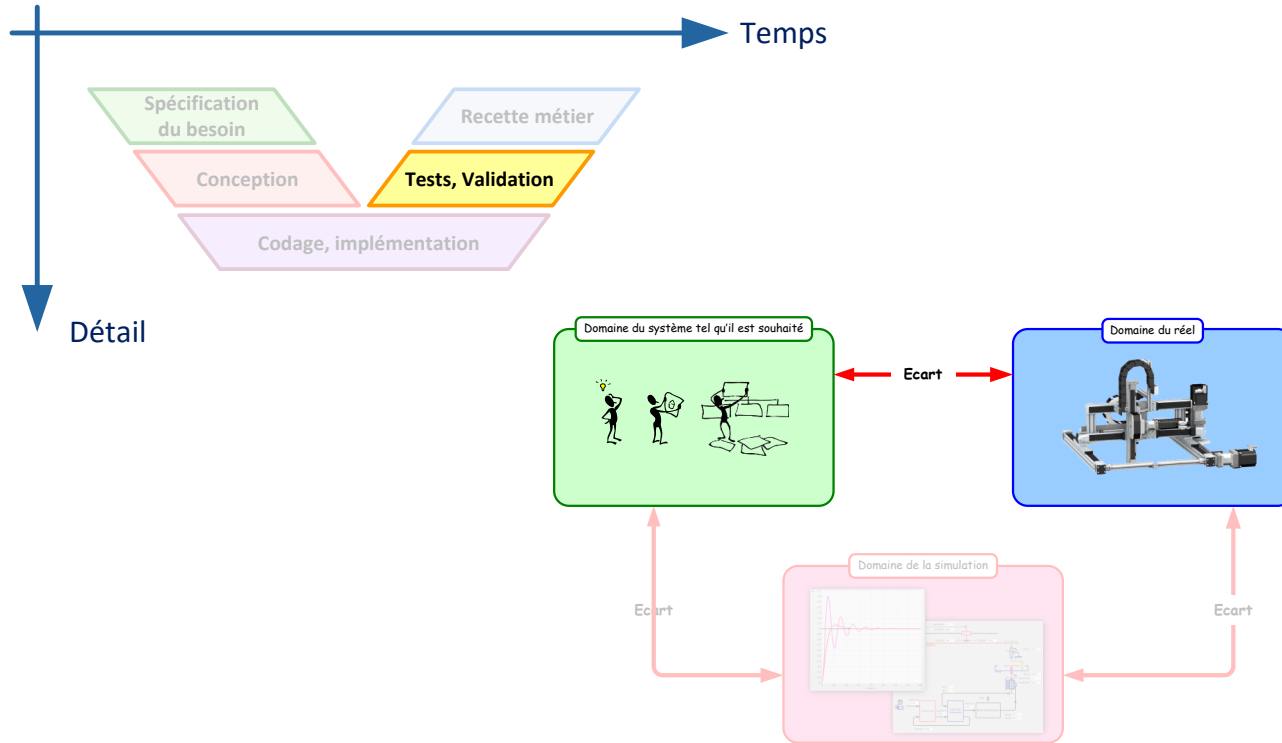 Temps
Spécification
du besoin
Recette métier
Conception
Tests, Validation
Codage, implémentation
Détail
Domaine du système tel qu'il est souhaité
Domaine du réel
Ecart
Domaine de la simulation
Ecart
Ecart